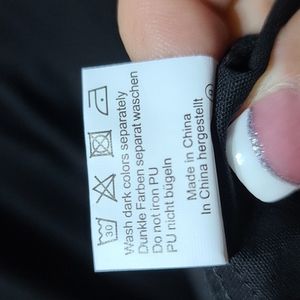 30
Wash dark colors separately
Dunkle Farben separat waschen
Do not iron PU
PU nicht bügeln
Made in China
In China hergestellt